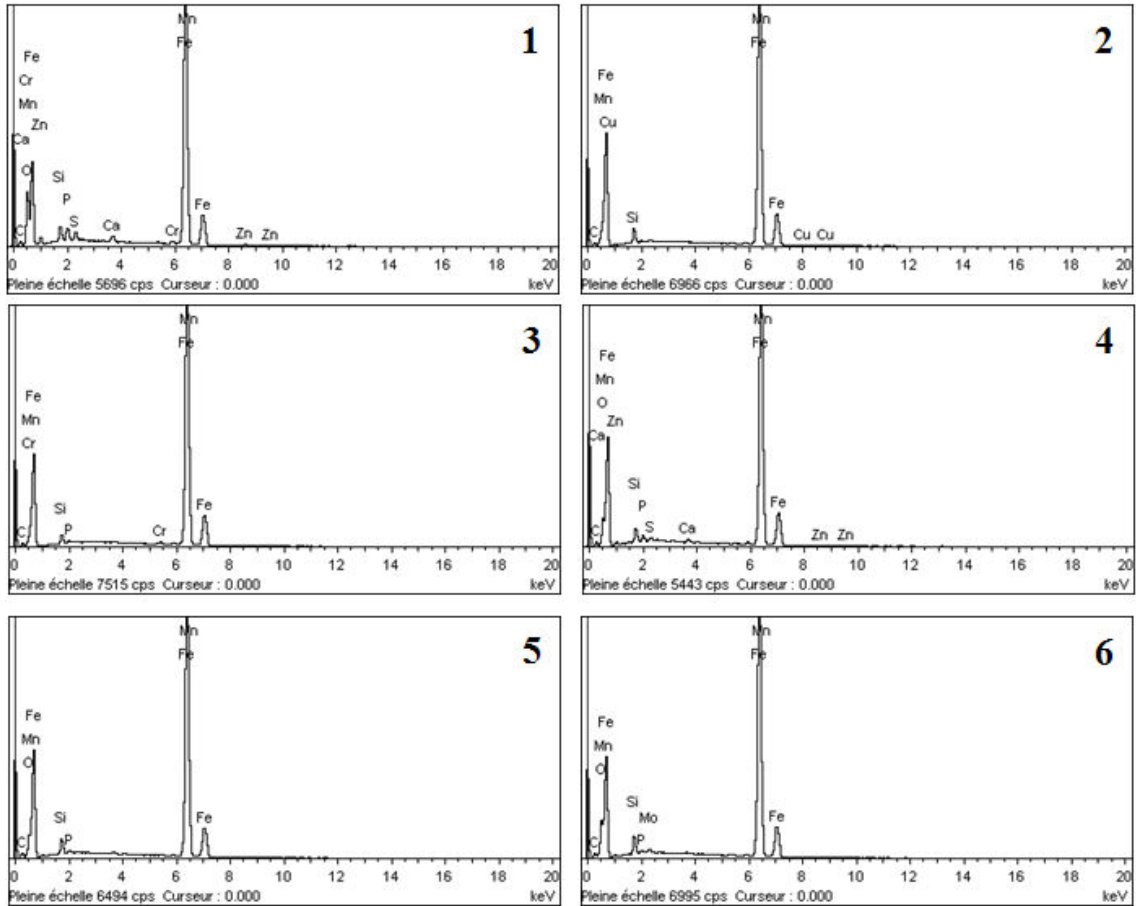 1
Mn
Fe
Fe
Cr
Mn
Zn
Ca
O
Si
P
S
Ca
Cr
Fe
C
Zn Zn
0 2 4 6 8 10 12 14 16 18 20
Pleine échelle 5696 cps Curseur : 0.000 keV
2
Mn
Fe
Fe
Mn
Cu
Si
Fe
C
Cu Cu
0 2 4 6 8 10 12 14 16 18 20
Pleine échelle 6966 cps Curseur : 0.000 keV
3
Mn
Fe
Fe
Mn
Cr
Si
P
Cr
Fe
C
0 2 4 6 8 10 12 14 16 18 20
Pleine échelle 7515 cps Curseur : 0.000 keV
4
Mn
Fe
Fe
Mn
O
Zn
Ca
Si
P
S
Ca
Fe
C
Zn Zn
0 2 4 6 8 10 12 14 16 18 20
Pleine échelle 5443 cps Curseur : 0.000 keV
5
Mn
Fe
Fe
Mn
O
Si
P
Fe
C
0 2 4 6 8 10 12 14 16 18 20
Pleine échelle 6494 cps Curseur : 0.000 keV
6
Mn
Fe
Fe
Mn
O
Si
Mo
P
Fe
C
0 2 4 6 8 10 12 14 16 18 20
Pleine échelle 6995 cps Curseur : 0.000 keV